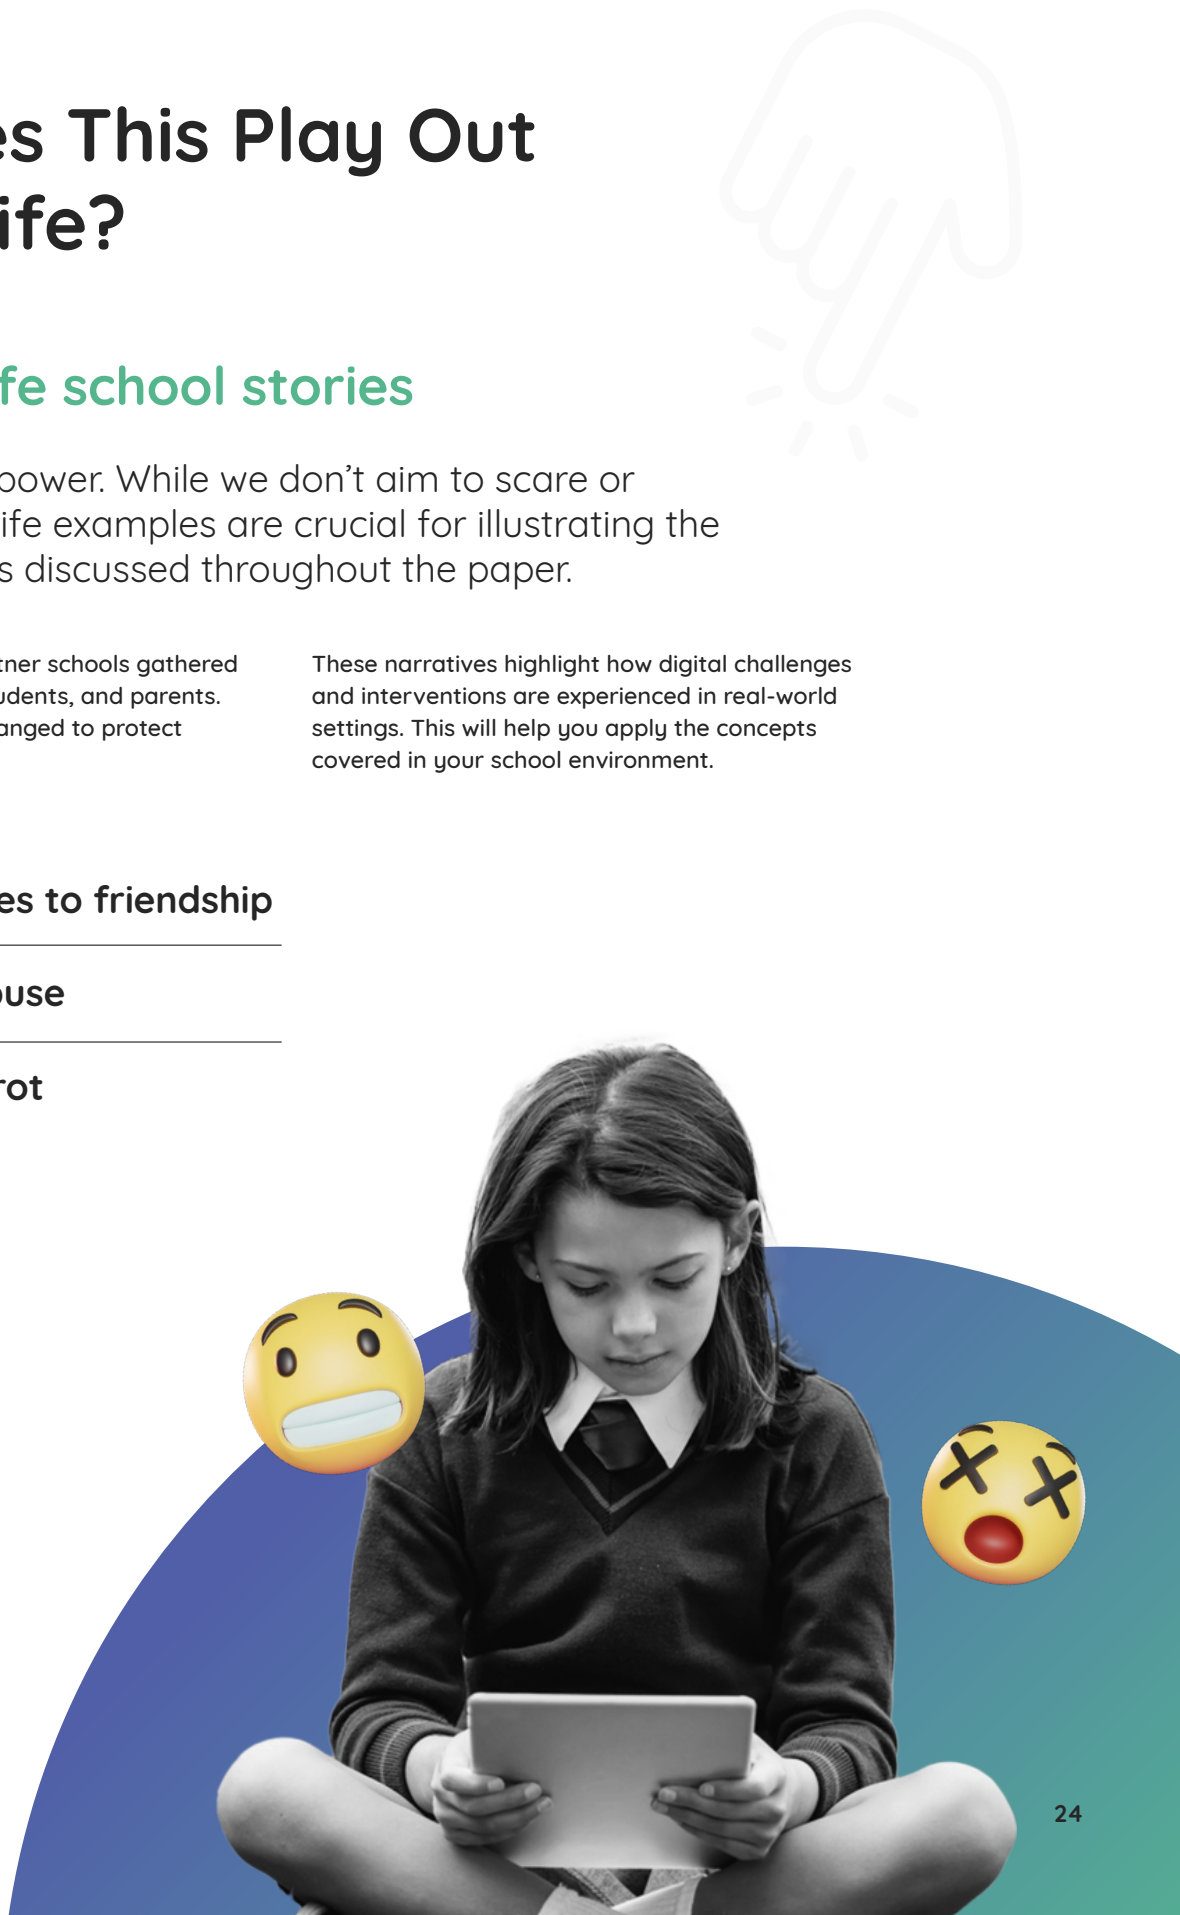 es This Play Out
ife?
fe school stories
power. While we don’t aim to scare or
ife examples are crucial for illustrating the
s discussed throughout the paper.
tner schools gathered
udents, and parents.
anged to protect
These narratives highlight how digital challenges
and interventions are experienced in real-world
settings. This will help you apply the concepts
covered in your school environment.
es to friendship
ouse
rot
24